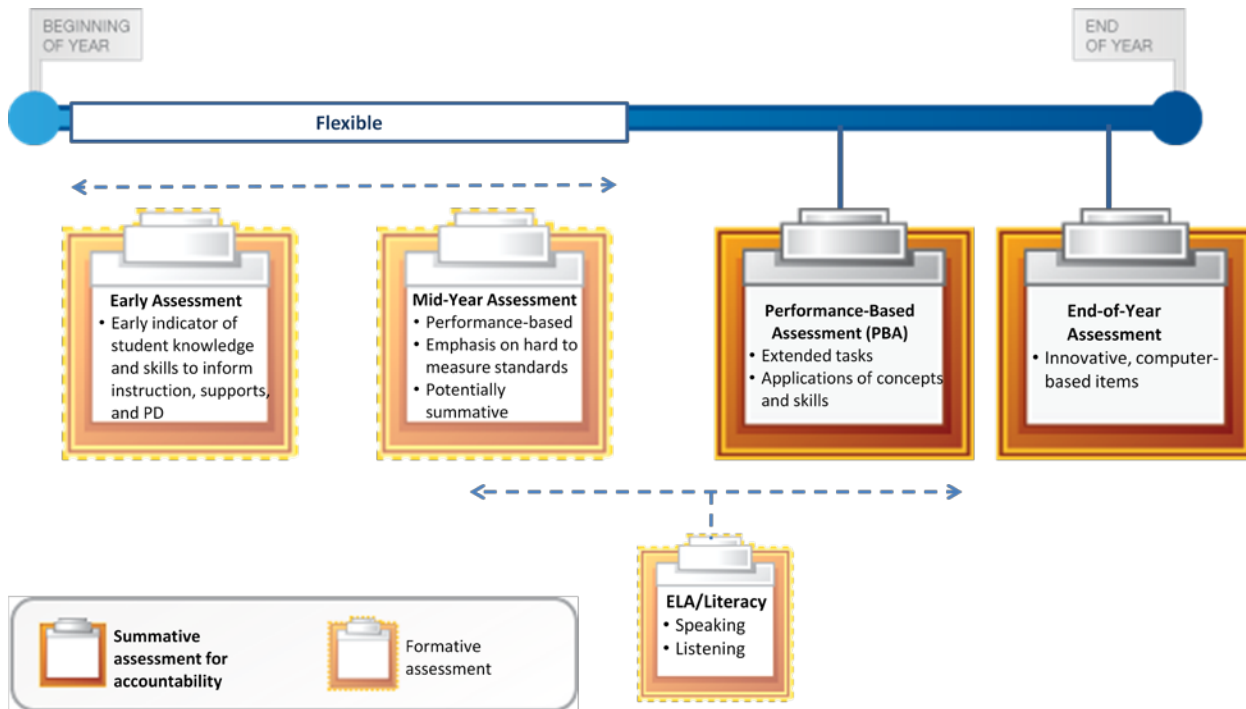 BEGINNING
OF YEAR
END
OF YEAR
Flexible
Early Assessment
• Early indicator of
student knowledge
and skills to inform
instruction, supports,
and PD
Mid-Year Assessment
• Performance-based
• Emphasis on hard to
measure standards
• Potentially
summative
Performance-Based
Assessment (PBA)
• Extended tasks
• Applications of concepts
and skills
End-of-Year
Assessment
• Innovative, computer-
based items
ELA/Literacy
• Speaking
• Listening
Summative
assessment for
accountability
Formative
assessment